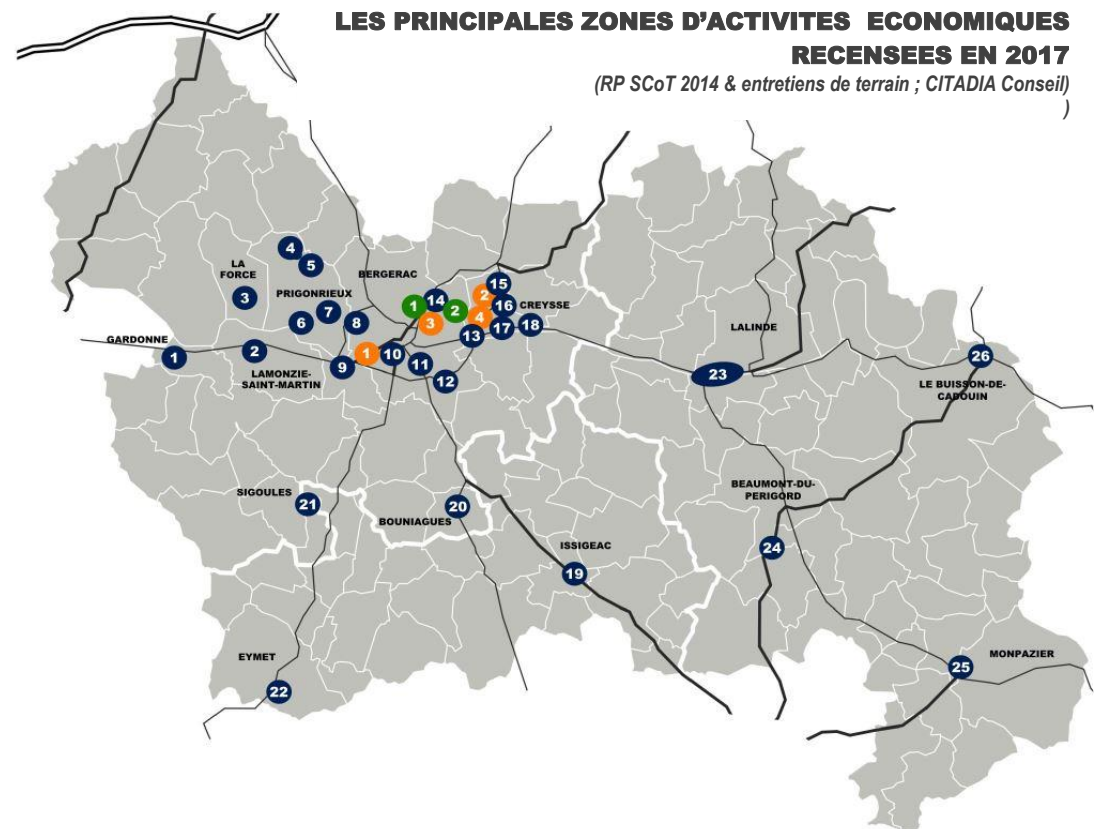 LES PRINCIPALES ZONES D'ACTIVITES ECONOMIQUES
RECENSEES EN 2017
(RP SCoT 2014 & entretiens de terrain ; CITADIA Conseil)
)
4
5
LA
FORCE
BERGERAC
3
PRIGONRIEUX
6
7
8
1
14
2
3
2
15
16
4
CREYSSE
13
17
18
GARDONNE
1
2
LAMONZIE-
SAINT-MARTIN
9
1
10
11
12
LALINDE
23
26
LE BUISSON-DE-
CADOUIN
SIGOULES
21
BOUNIAGUES
20
ISSIGEAC
19
BEAUMONT-DU-
PERIGORD
24
EYMET
22
MONPAZIER
25